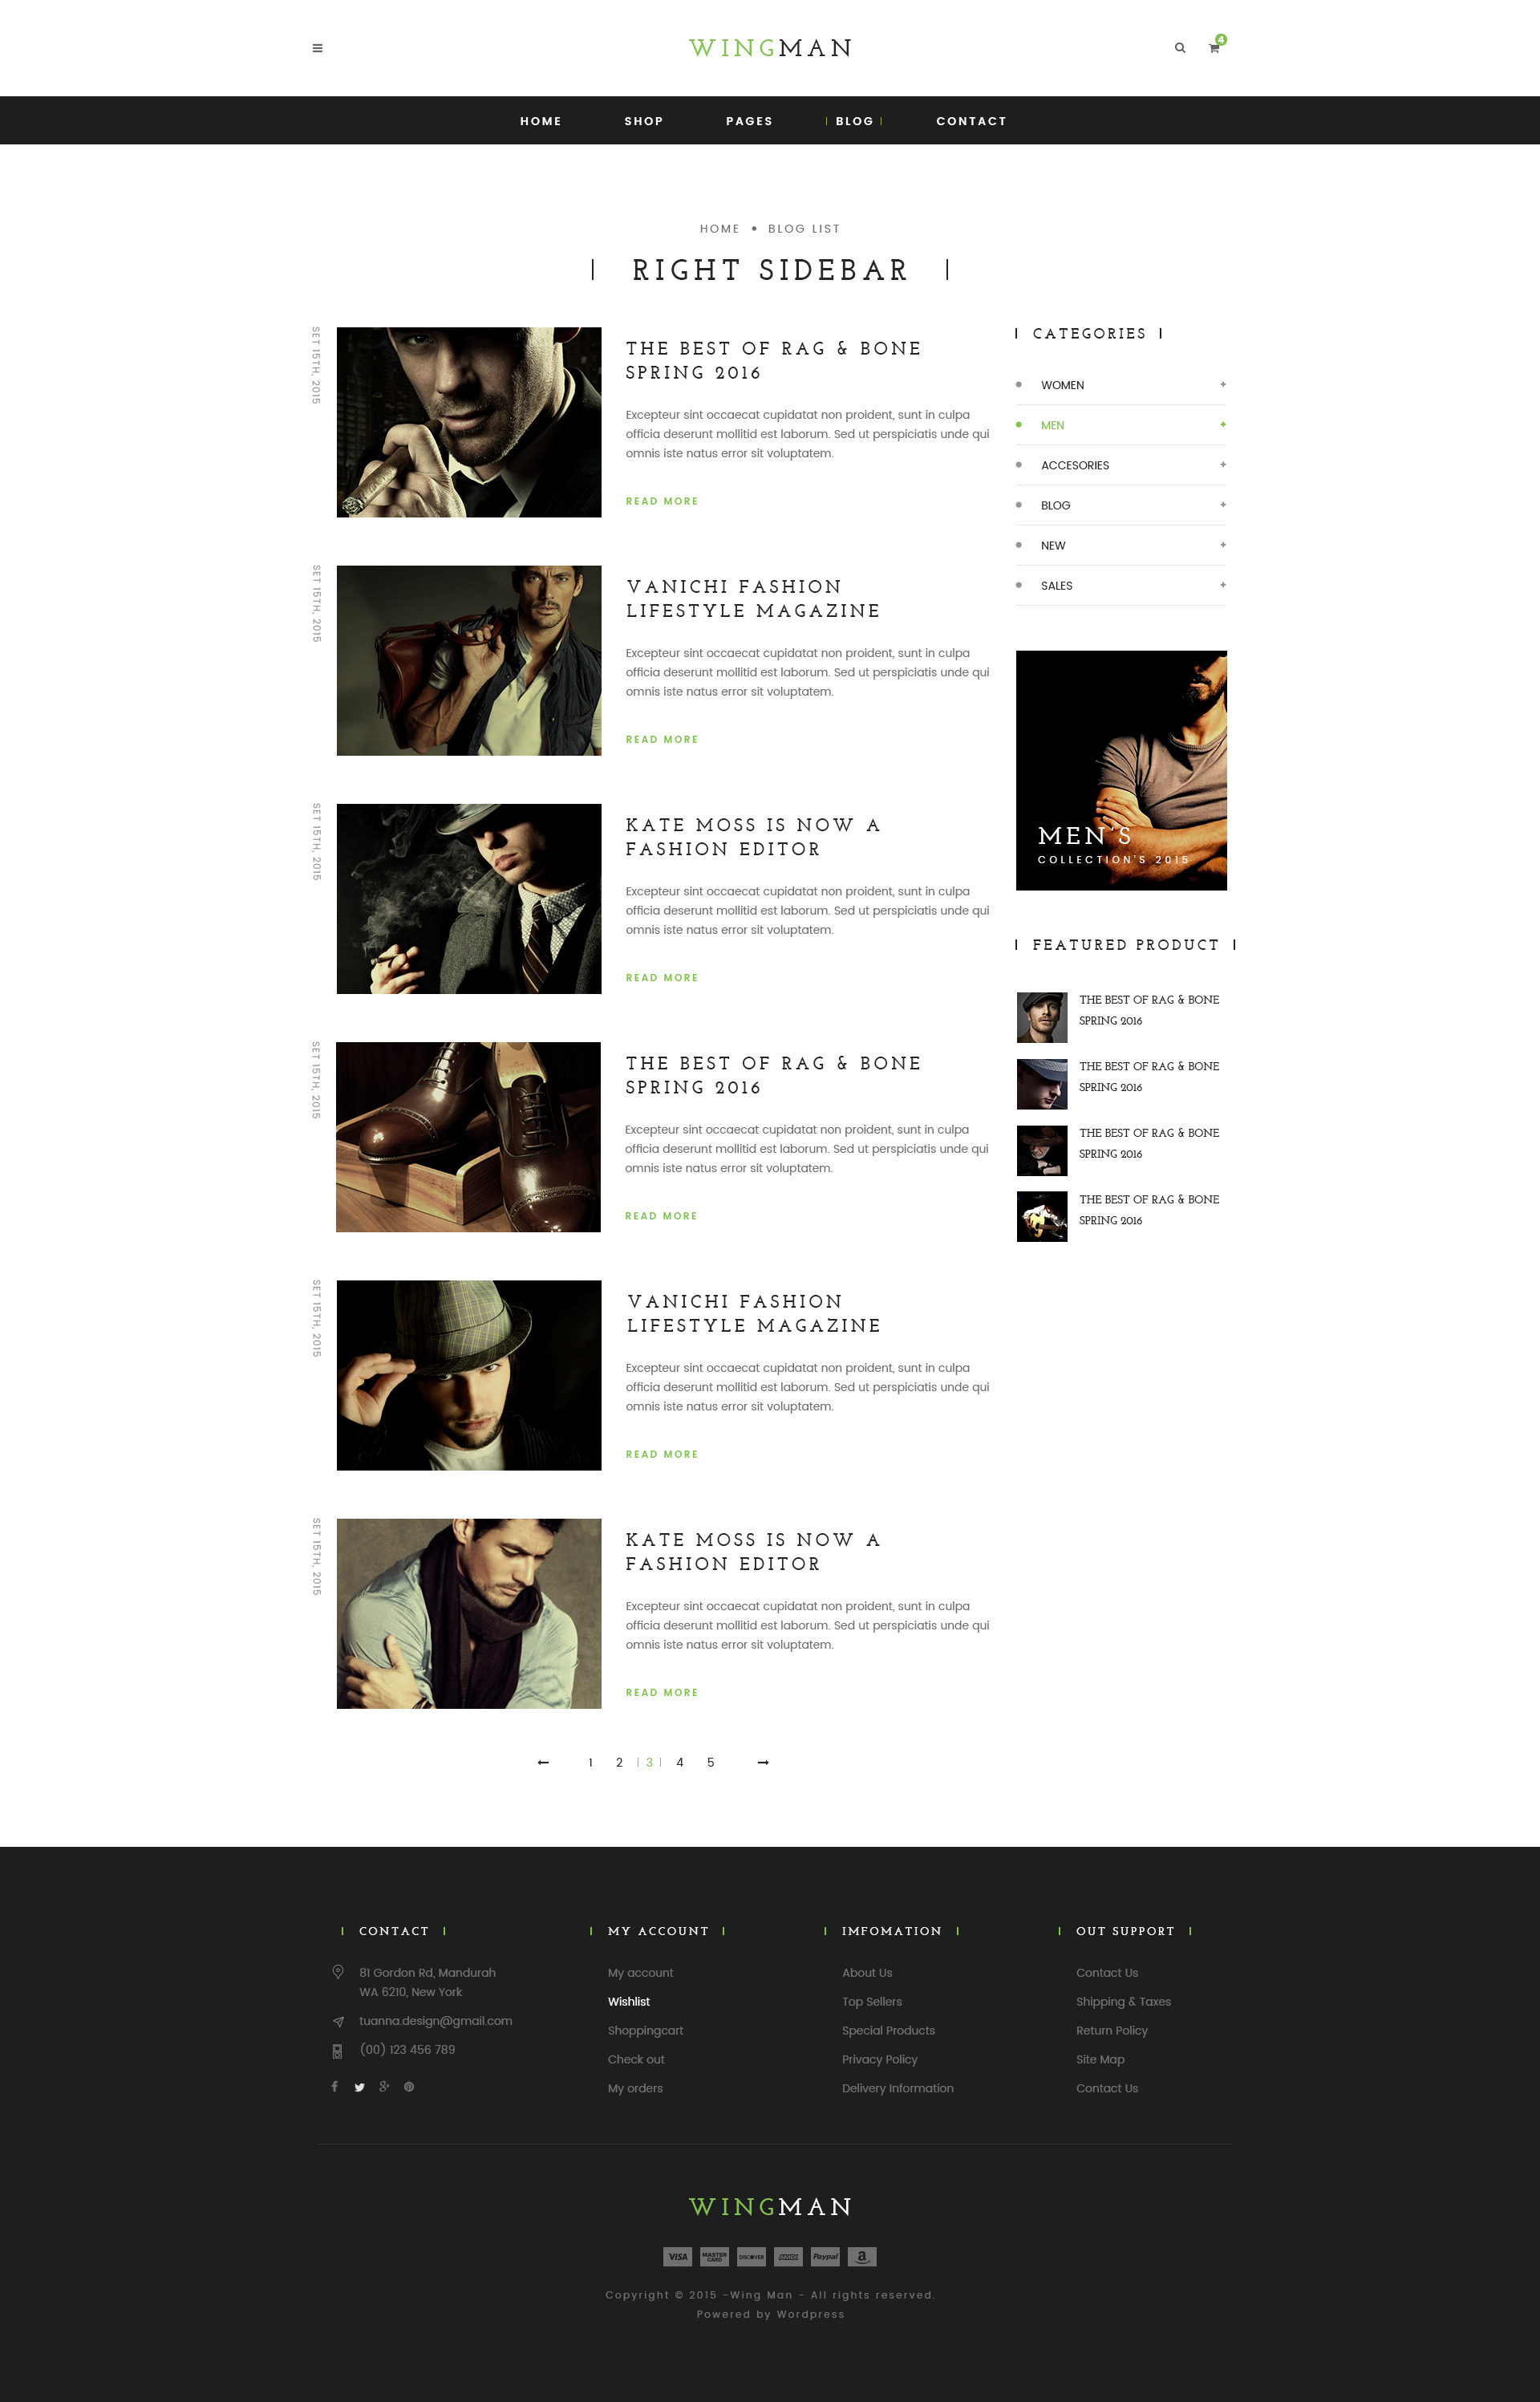 WINGMAN
4
HOME SHOP PAGES BLOG CONTACT
HOME • BLOG LIST
RIGHT SIDEBAR
SET 15TH, 2015
THE BEST OF RAG & BONE
SPRING 2016
Excepteur sint occaecat cupidatat non proident, sunt in culpa
officia deserunt mollitid est laborum. Sed ut perspiciatis unde qui
omnis iste natus error sit voluptatem.
READ MORE
SET 15TH, 2015
VANICHI FASHION
LIFESTYLE MAGAZINE
Excepteur sint occaecat cupidatat non proident, sunt in culpa
officia deserunt mollitid est laborum. Sed ut perspiciatis unde qui
omnis iste natus error sit voluptatem.
READ MORE
SET 15TH, 2015
KATE MOSS IS NOW A
FASHION EDITOR
Excepteur sint occaecat cupidatat non proident, sunt in culpa
officia deserunt mollitid est laborum. Sed ut perspiciatis unde qui
omnis iste natus error sit voluptatem.
READ MORE
SET 15TH, 2015
THE BEST OF RAG & BONE
SPRING 2016
Excepteur sint occaecat cupidatat non proident, sunt in culpa
officia deserunt mollitid est laborum. Sed ut perspiciatis unde qui
omnis iste natus error sit voluptatem.
READ MORE
SET 15TH, 2015
VANICHI FASHION
LIFESTYLE MAGAZINE
Excepteur sint occaecat cupidatat non proident, sunt in culpa
officia deserunt mollitid est laborum. Sed ut perspiciatis unde qui
omnis iste natus error sit voluptatem.
READ MORE
SET 15TH, 2015
KATE MOSS IS NOW A
FASHION EDITOR
Excepteur sint occaecat cupidatat non proident, sunt in culpa
officia deserunt mollitid est laborum. Sed ut perspiciatis unde qui
omnis iste natus error sit voluptatem.
READ MORE
1 2 3 4 5
CATEGORIES
WOMEN
MEN
ACCESORIES
BLOG
NEW
SALES
MEN'S
COLLECTION'S 2015
FEATURED PRODUCT
THE BEST OF RAG & BONE
SPRING 2016
THE BEST OF RAG & BONE
SPRING 2016
THE BEST OF RAG & BONE
SPRING 2016
THE BEST OF RAG & BONE
SPRING 2016
CONTACT
81 Gordon Rd, Mandurah
WA 6210, New York
tuanna.design@gmail.com
(00) 123 456 789
MY ACCOUNT
My account
Wishlist
Shoppingcart
Check out
My orders
IMFOMATION
About Us
Top Sellers
Special Products
Privacy Policy
Delivery Information
OUT SUPPORT
Contact Us
Shipping & Taxes
Return Policy
Site Map
Contact Us
WINGMAN
VISA MASTER CARD DISCOVER Paypal a
Copyright © 2015 -Wing Man - All rights reserved.
Powered by Wordpress